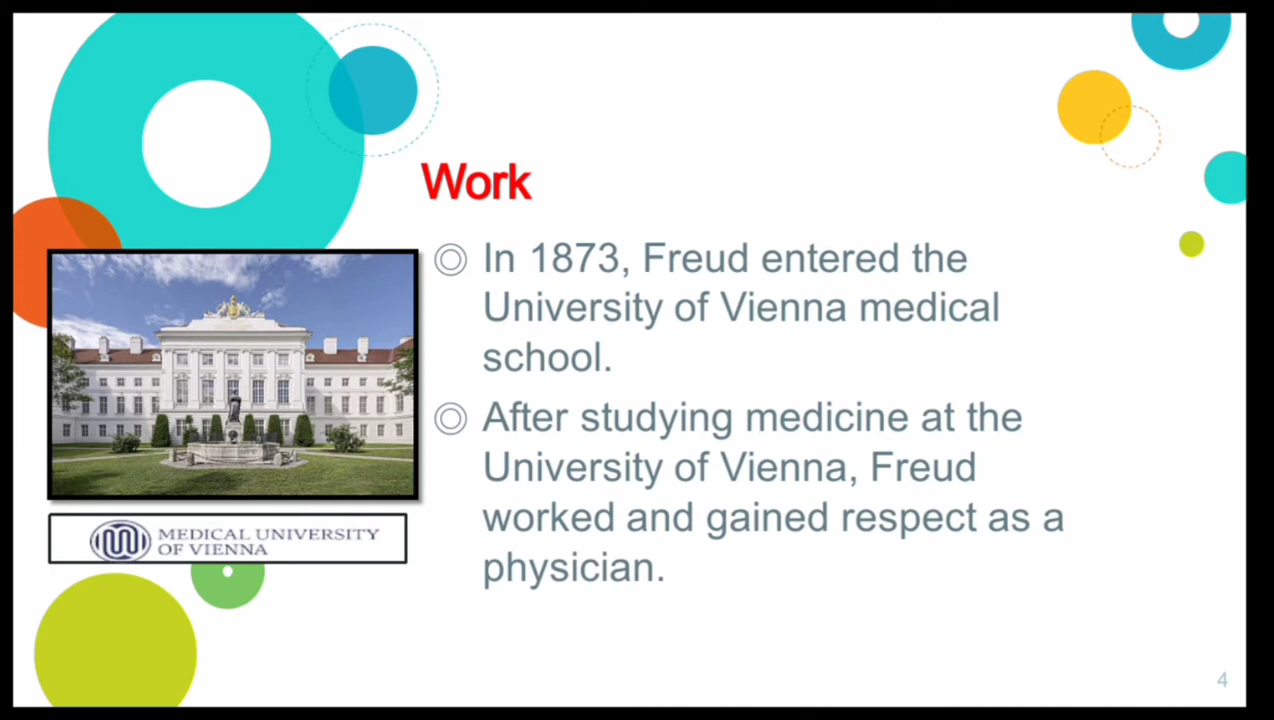 Work
In 1873, Freud entered the
University of Vienna medical
school.
After studying medicine at the
University of Vienna, Freud
worked and gained respect as a
physician.
MEDICAL UNIVERSITY
OF VIENNA
4